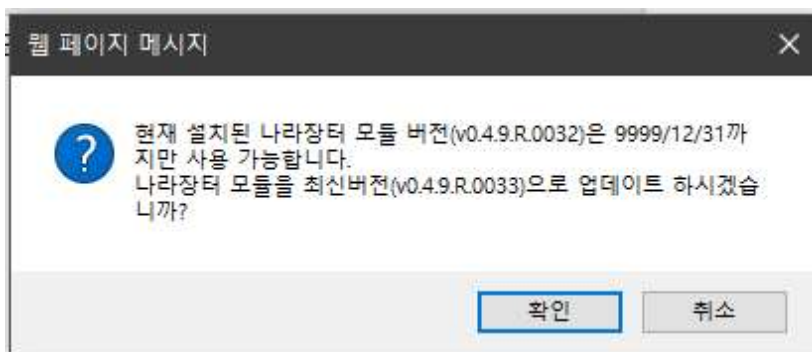 웹 페이지 메시지
현재 설치된 나라장터 모듈 버전(v0.4.9.R.0032)은 9999/12/31까
지만 사용 가능합니다.
나라장터 모듈을 최신버전(v0.4.9.R.0033)으로 업데이트 하시겠습
니까?
확인
취소